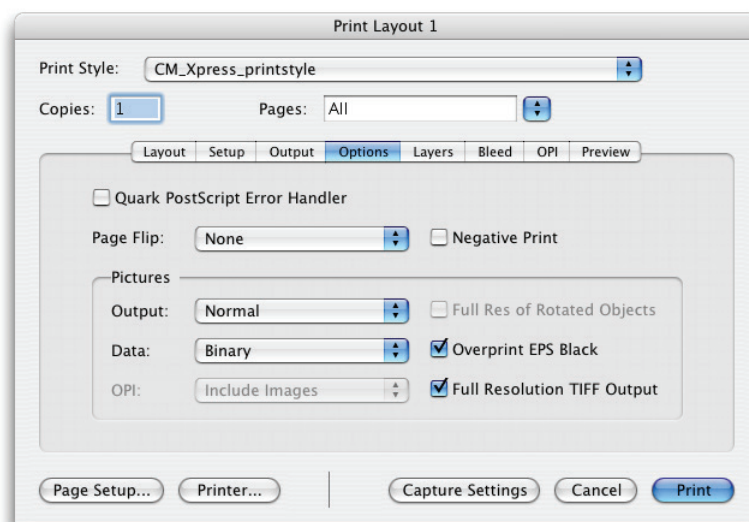 Print Layout 1
Print Style: CM_Xpress_printstyle
Copies: 1 Pages: All
Layout Setup Output Options Layers Bleed OPI Preview
Quark PostScript Error Handler
Page Flip: None Negative Print
Pictures
Output: Normal Full Res of Rotated Objects
Data: Binary Overprint EPS Black
OPI: Include Images Full Resolution TIFF Output
Page Setup... Printer... Capture Settings Cancel Print